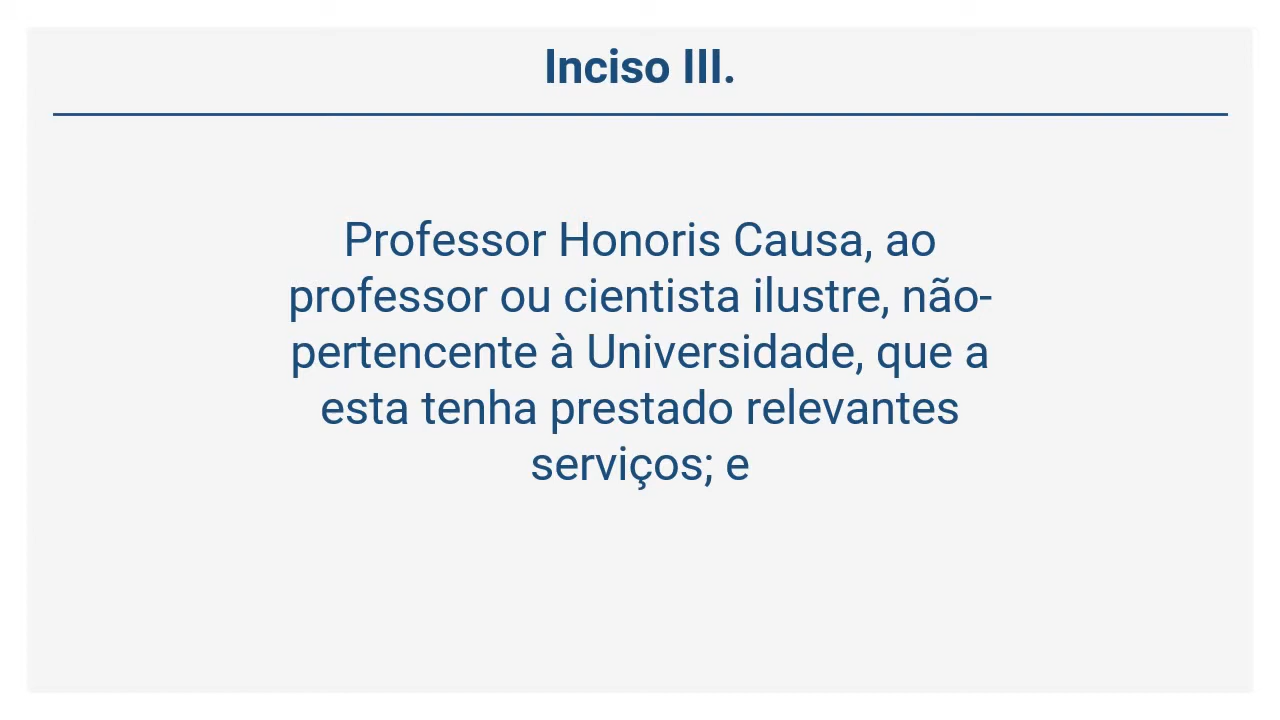 Inciso III.
Professor Honoris Causa, ao
professor ou cientista ilustre, não-
pertencente à Universidade, que a
esta tenha prestado relevantes
serviços; e